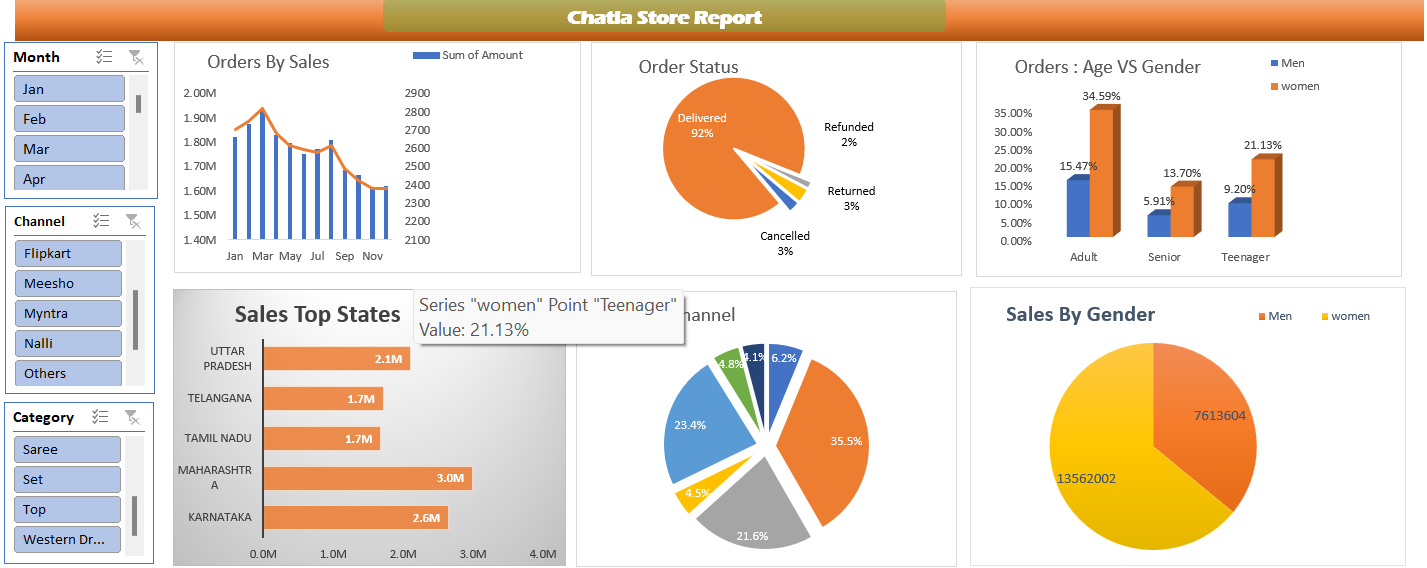 Chatla Store Report
Month
Jan
Feb
Mar
Apr
Channel
Flipkart
Meesho
Myntra
Nalli
Others
Category
Saree
Set
Top
Western Dr...
Orders By Sales
Sum of Amount
2.00M
1.90M
1.80M
1.70M
1.60M
1.50M
1.40M
2900
2800
2700
2600
2500
2400
2300
2200
2100
Jan Mar May Jul Sep Nov
Order Status
Delivered
92%
Refunded
2%
Returned
3%
Cancelled
3%
Orders : Age VS Gender
Men
women
35.00%
30.00%
25.00%
20.00%
15.00%
10.00%
5.00%
0.00%
15.47%
34.59%
5.91%
13.70%
9.20%
21.13%
Adult Senior Teenager
Sales Top States
UTTAR
PRADESH
2.1M
TELANGANA
1.7M
TAMIL NADU
1.7M
MAHARASHTR
A
3.0M
KARNATAKA
2.6M
0.0M 1.0M 2.0M 3.0M 4.0M
Series "women" Point "Teenager"
Value: 21.13%
hannel
6.2%
35.5%
21.6%
4.5%
23.4%
4.8%
4.1%
Sales By Gender
Men
women
7613604
13562002